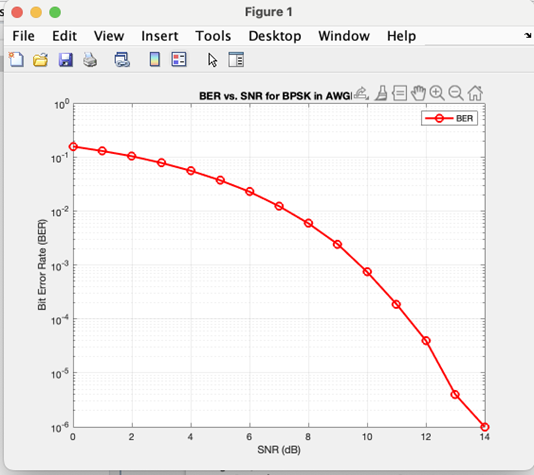 Figure 1
File Edit View Insert Tools Desktop Window Help
BER vs. SNR for BPSK in AWG
BER
10^0
10^-1
10^-2
10^-3
10^-4
10^-5
10^-6
Bit Error Rate (BER)
0 2 4 6 8 10 12 14
SNR (dB)